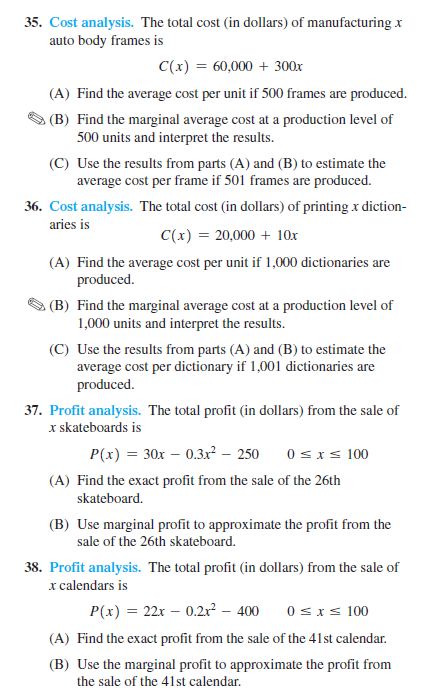 35. Cost analysis. The total cost (in dollars) of manufacturing x
auto body frames is
C(x) = 60,000 + 300x
(A) Find the average cost per unit if 500 frames are produced.
(B) Find the marginal average cost at a production level of
500 units and interpret the results.
(C) Use the results from parts (A) and (B) to estimate the
average cost per frame if 501 frames are produced.
36. Cost analysis. The total cost (in dollars) of printing x diction-
aries is
C(x) = 20,000 + 10x
(A) Find the average cost per unit if 1,000 dictionaries are
produced.
(B) Find the marginal average cost at a production level of
1,000 units and interpret the results.
(C) Use the results from parts (A) and (B) to estimate the
average cost per dictionary if 1,001 dictionaries are
produced.
37. Profit analysis. The total profit (in dollars) from the sale of
x skateboards is
P(x) = 30x − 0.3x² − 250 0 ≤ x ≤ 100
(A) Find the exact profit from the sale of the 26th
skateboard.
(B) Use marginal profit to approximate the profit from the
sale of the 26th skateboard.
38. Profit analysis. The total profit (in dollars) from the sale of
x calendars is
P(x) = 22x − 0.2x² − 400 0 ≤ x ≤ 100
(A) Find the exact profit from the sale of the 41st calendar.
(B) Use the marginal profit to approximate the profit from
the sale of the 41st calendar.